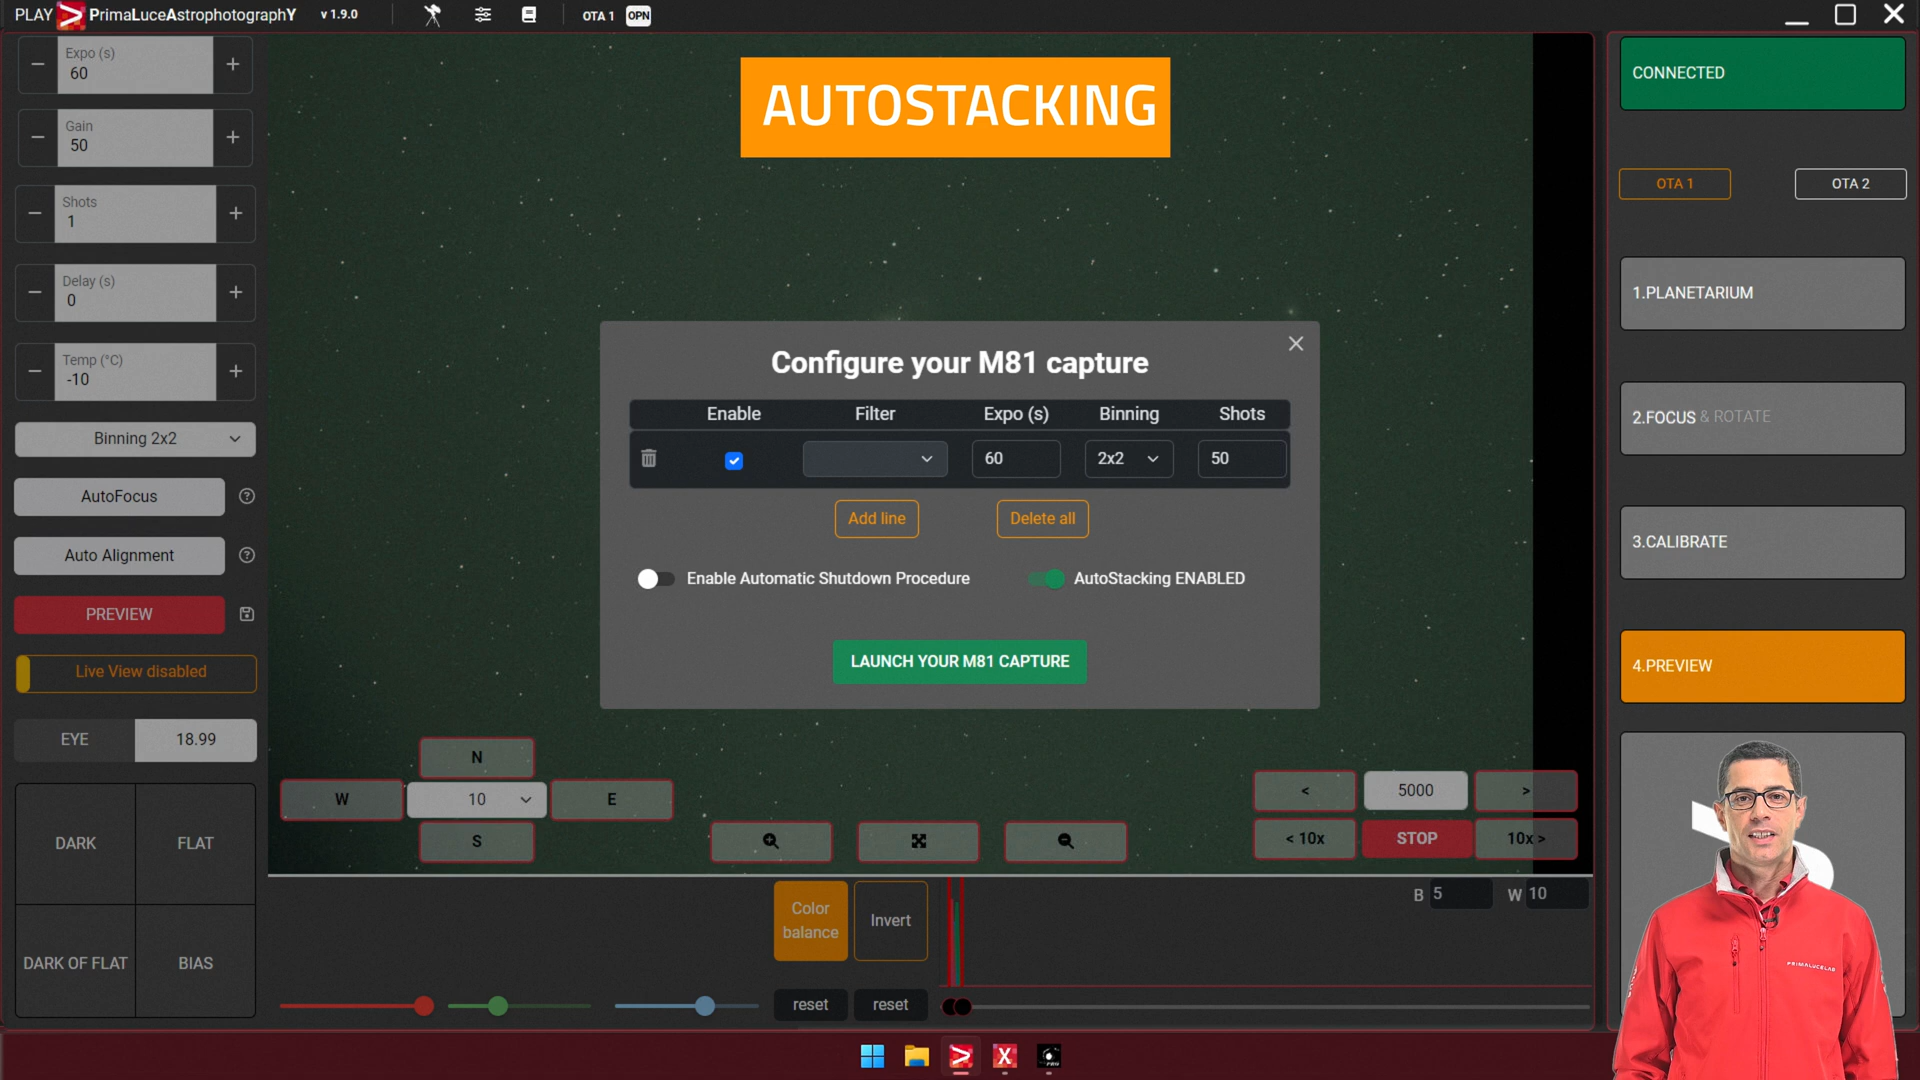 PLAY PrimaLuceAstrophotographY v 1.9.0 OTA 1 OPN
Expo (s)
60
Gain
50
Shots
1
Delay (s)
0
Temp (°C)
-10
Binning 2x2
AutoFocus
Auto Alignment
PREVIEW
Live View disabled
EYE 18.99
DARK FLAT
DARK OF FLAT BIAS
AUTOSTACKING
Configure your M81 capture
Enable Filter Expo (s) Binning Shots
60 2x2 50
Add line Delete all
Enable Automatic Shutdown Procedure AutoStacking ENABLED
LAUNCH YOUR M81 CAPTURE
N
W 10 E
S
< 5000 >
< 10x STOP 10x >
Color
balance
Invert
B 5 W 10
reset reset
CONNECTED
OTA 1 OTA 2
1.PLANETARIUM
2.FOCUS & ROTATE
3.CALIBRATE
4.PREVIEW
PRIMALUCELAB